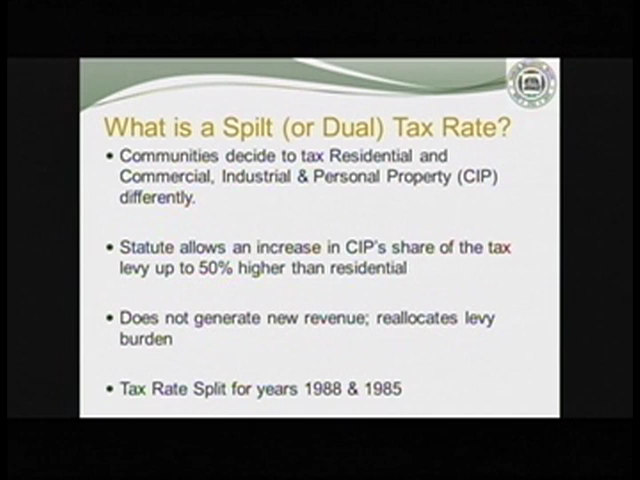 What is a Spilt (or Dual) Tax Rate?
• Communities decide to tax Residential and
Commercial, Industrial & Personal Property (CIP)
differently.
• Statute allows an increase in CIP's share of the tax
levy up to 50% higher than residential
• Does not generate new revenue; reallocates levy
burden
• Tax Rate Split for years 1988 & 1985